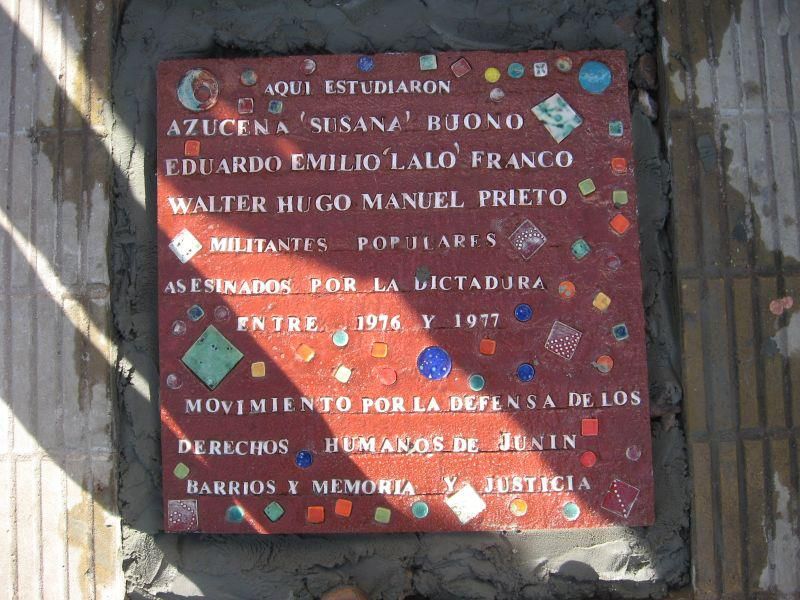 AQUI ESTUDIARON
AZUCENA 'SUSANA' BUONO
EDUARDO EMILIO 'LALO' FRANCO
WALTER HUGO MANUEL PRIETO
MILITANTES POPULARES
ASESINADOS POR LA DICTADURA
ENTRE 1976 Y 1977
MOVIMIENTO POR LA DEFENSA DE LOS
DERECHOS HUMANOS DE JUNIN
BARRIOS X MEMORIA Y JUSTICIA